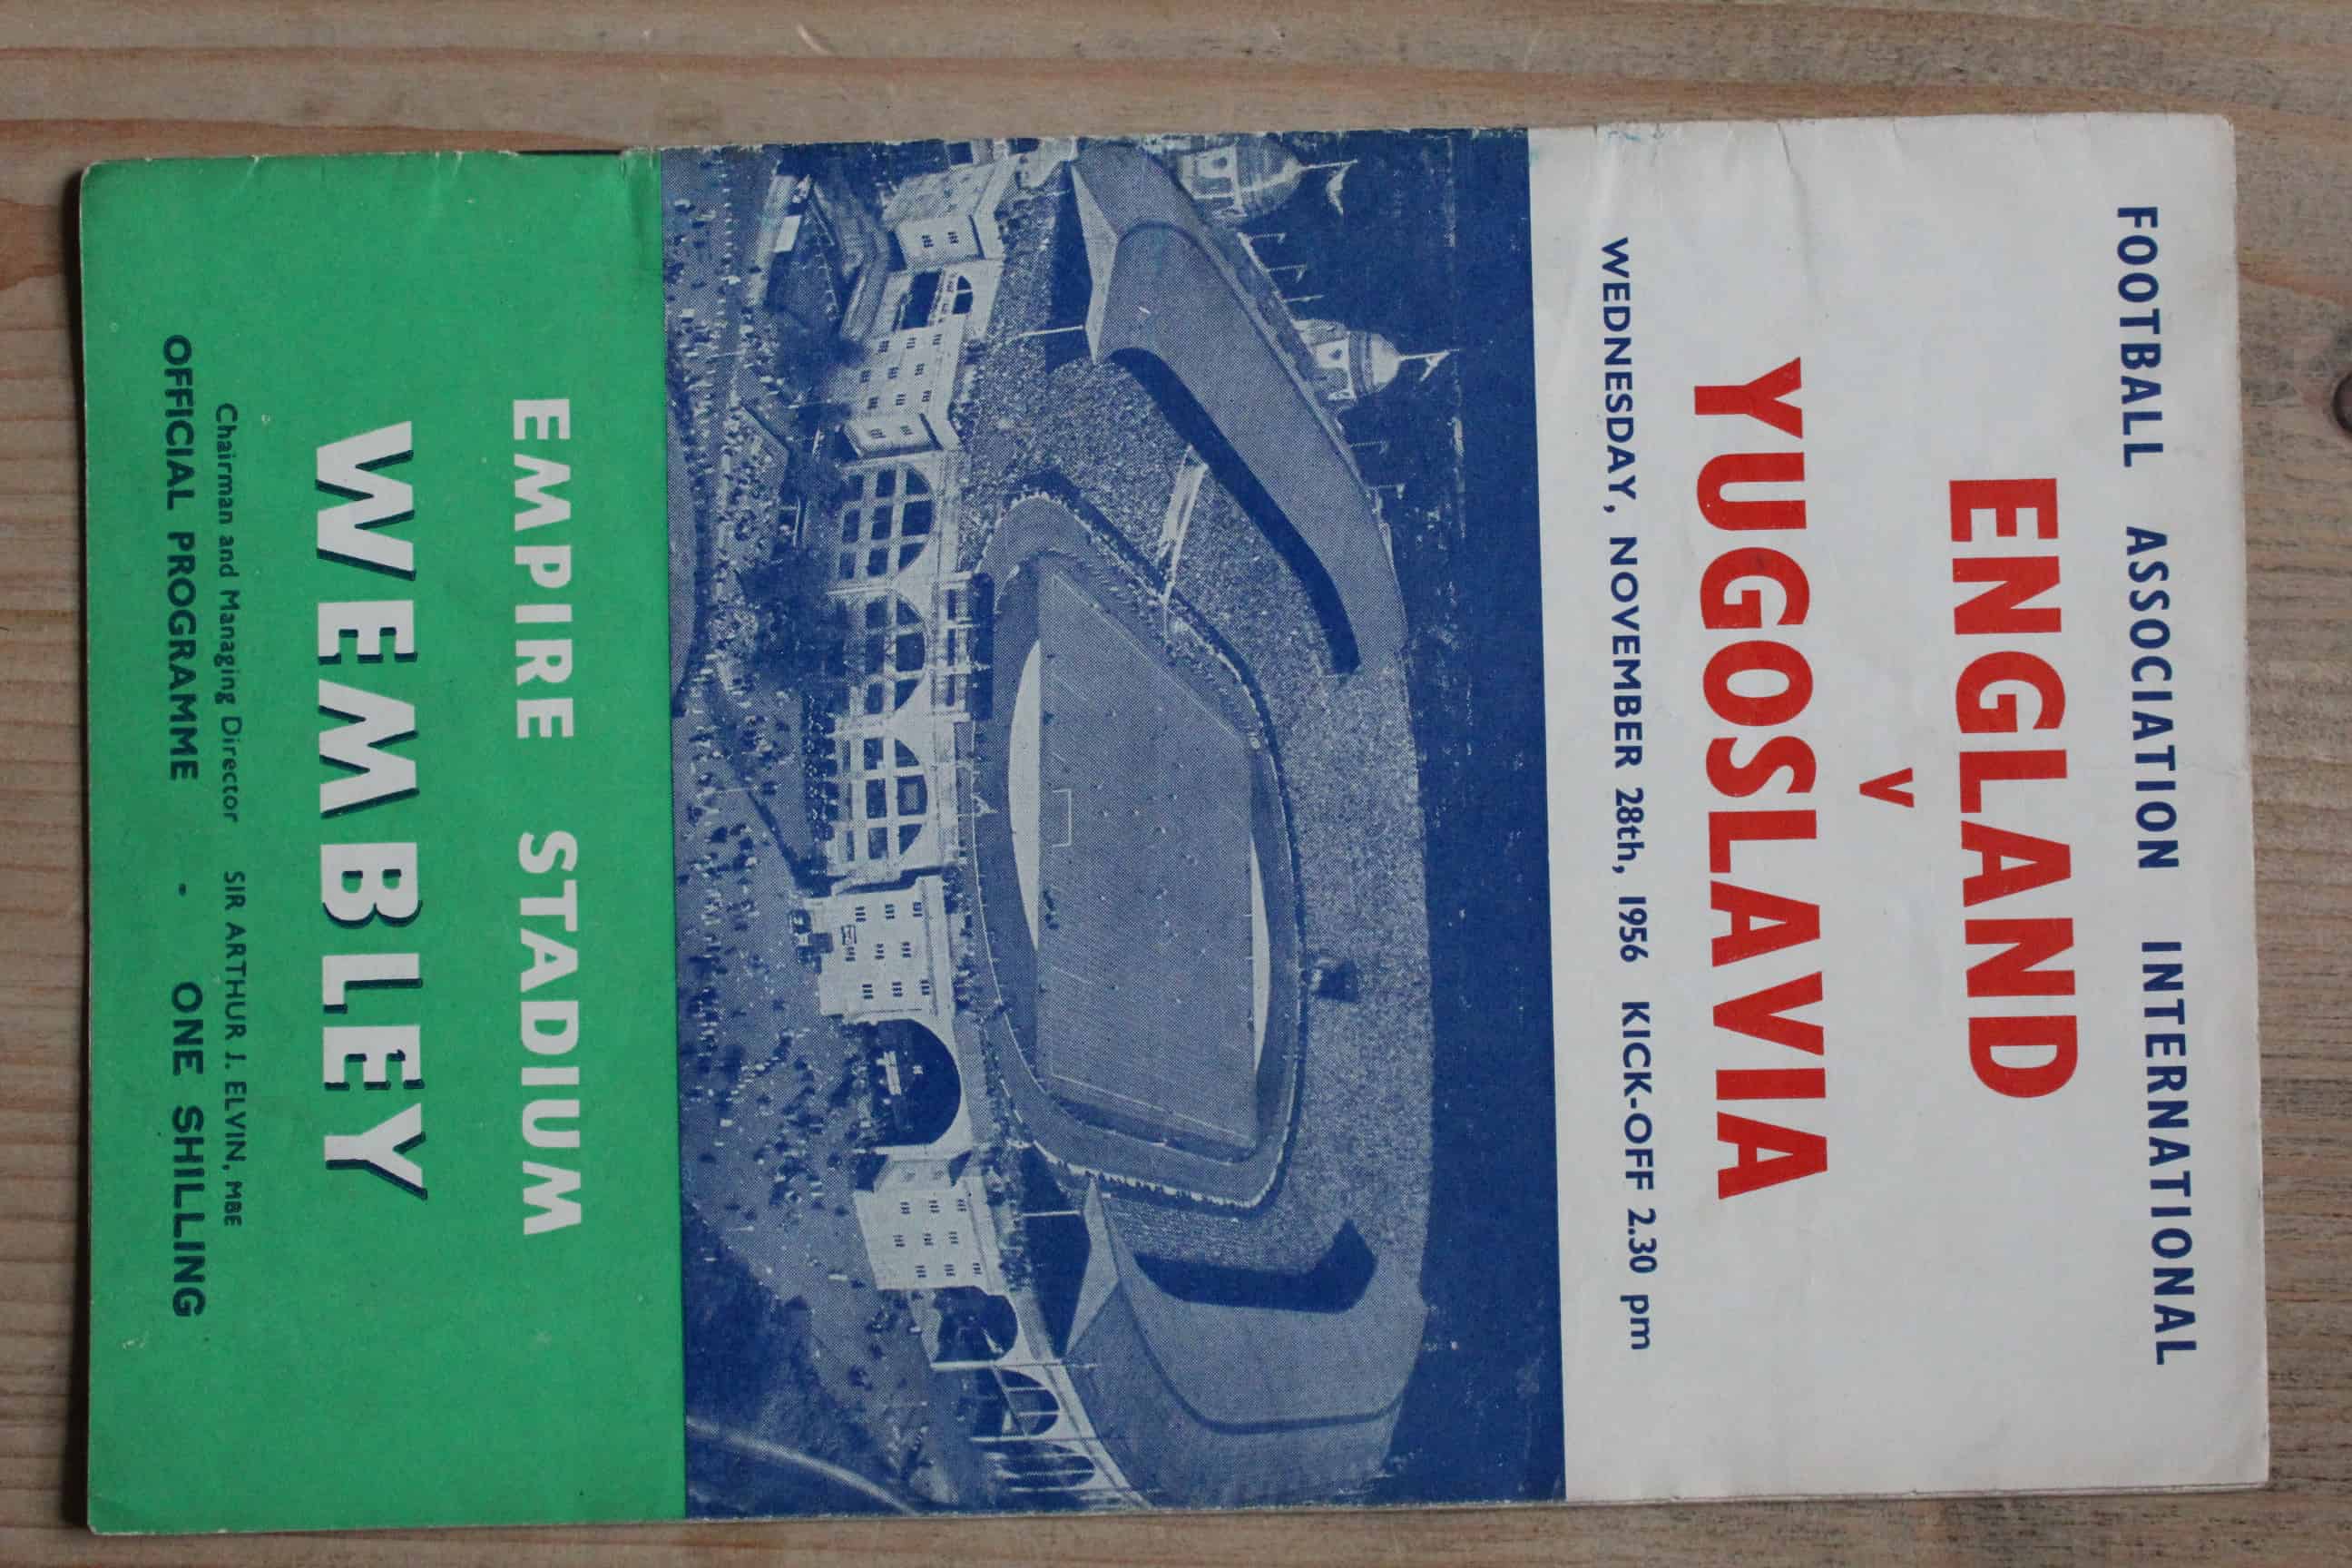 FOOTBALL ASSOCIATION INTERNATIONAL
ENGLAND
V
YUGOSLAVIA
WEDNESDAY, NOVEMBER 28th, 1956 KICK-OFF 2.30 pm
EMPIRE STADIUM
WEMBLEY
Chairman and Managing Director SIR ARTHUR J. ELVIN, MBE
OFFICIAL PROGRAMME - ONE SHILLING